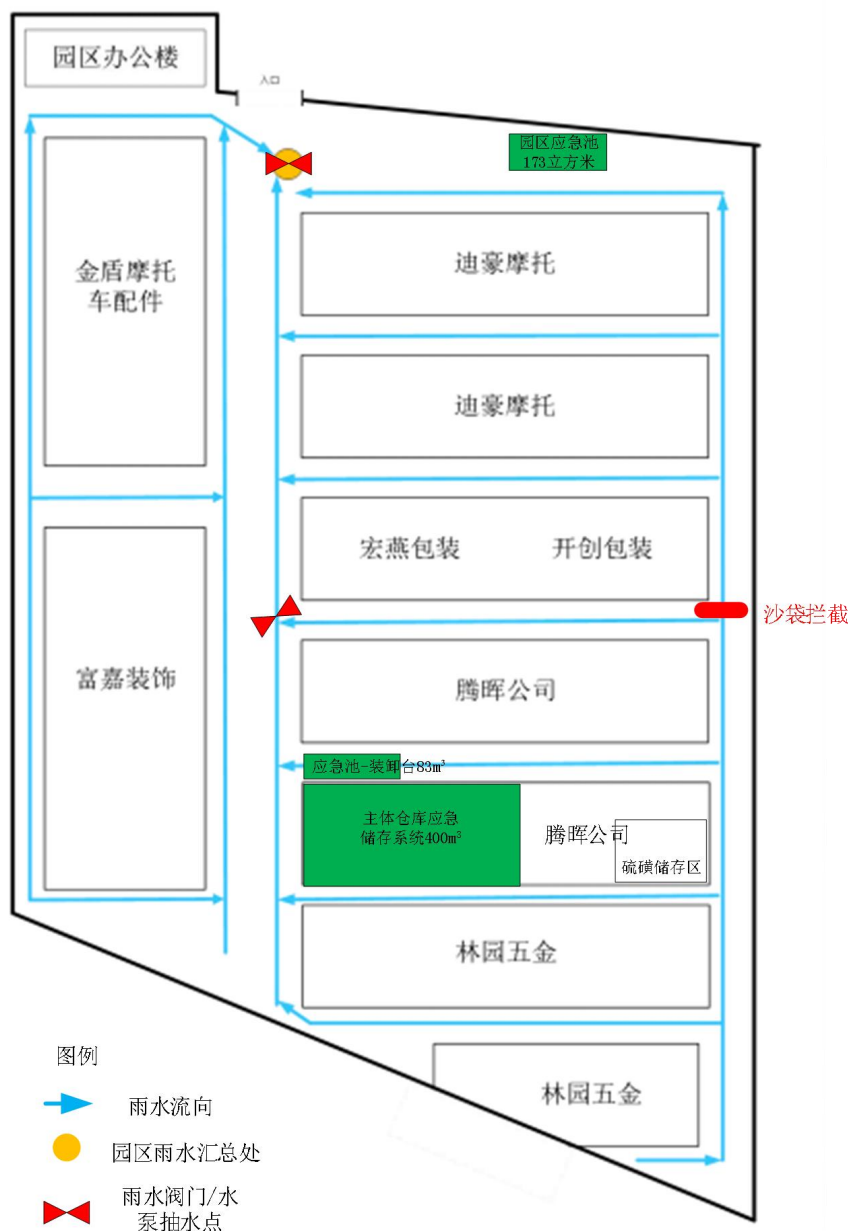 园区办公楼
入口
园区应急池
173立方米
金盾摩托
车配件
迪豪摩托
迪豪摩托
宏燕包装
开创包装
沙袋拦截
富嘉装饰
腾晖公司
应急池-装卸台83m³
主体仓库应急
储存系统400m³
腾晖公司
硫磺储存区
林园五金
林园五金
图例
雨水流向
园区雨水汇总处
雨水阀门/水
泵抽水点